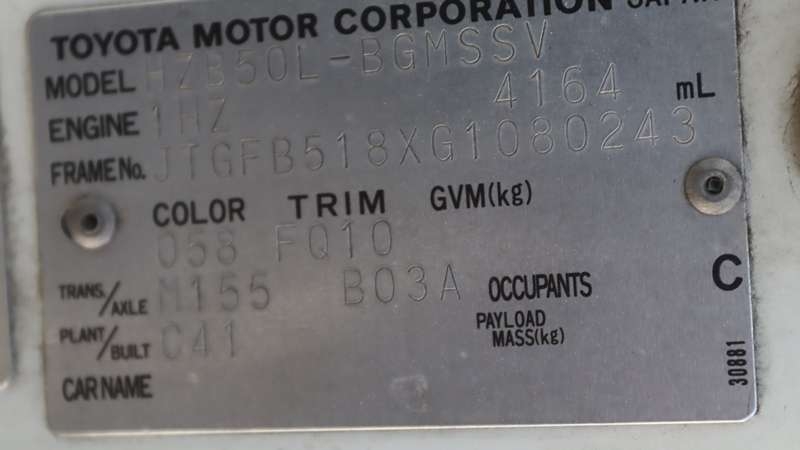 TOYOTA MOTOR CORPORATION JAPAN
MODEL HZB50L-BGMSSV
ENGINE 1HZ 4164 mL
FRAME No. JTGFB518XG1080243
COLOR TRIM GVM(kg)
058 FQ10
TRANS/AXLE M155 B03A OCCUPANTS
C
PLANT/BUILT C41 PAYLOAD MASS(kg)
CAR NAME
30881